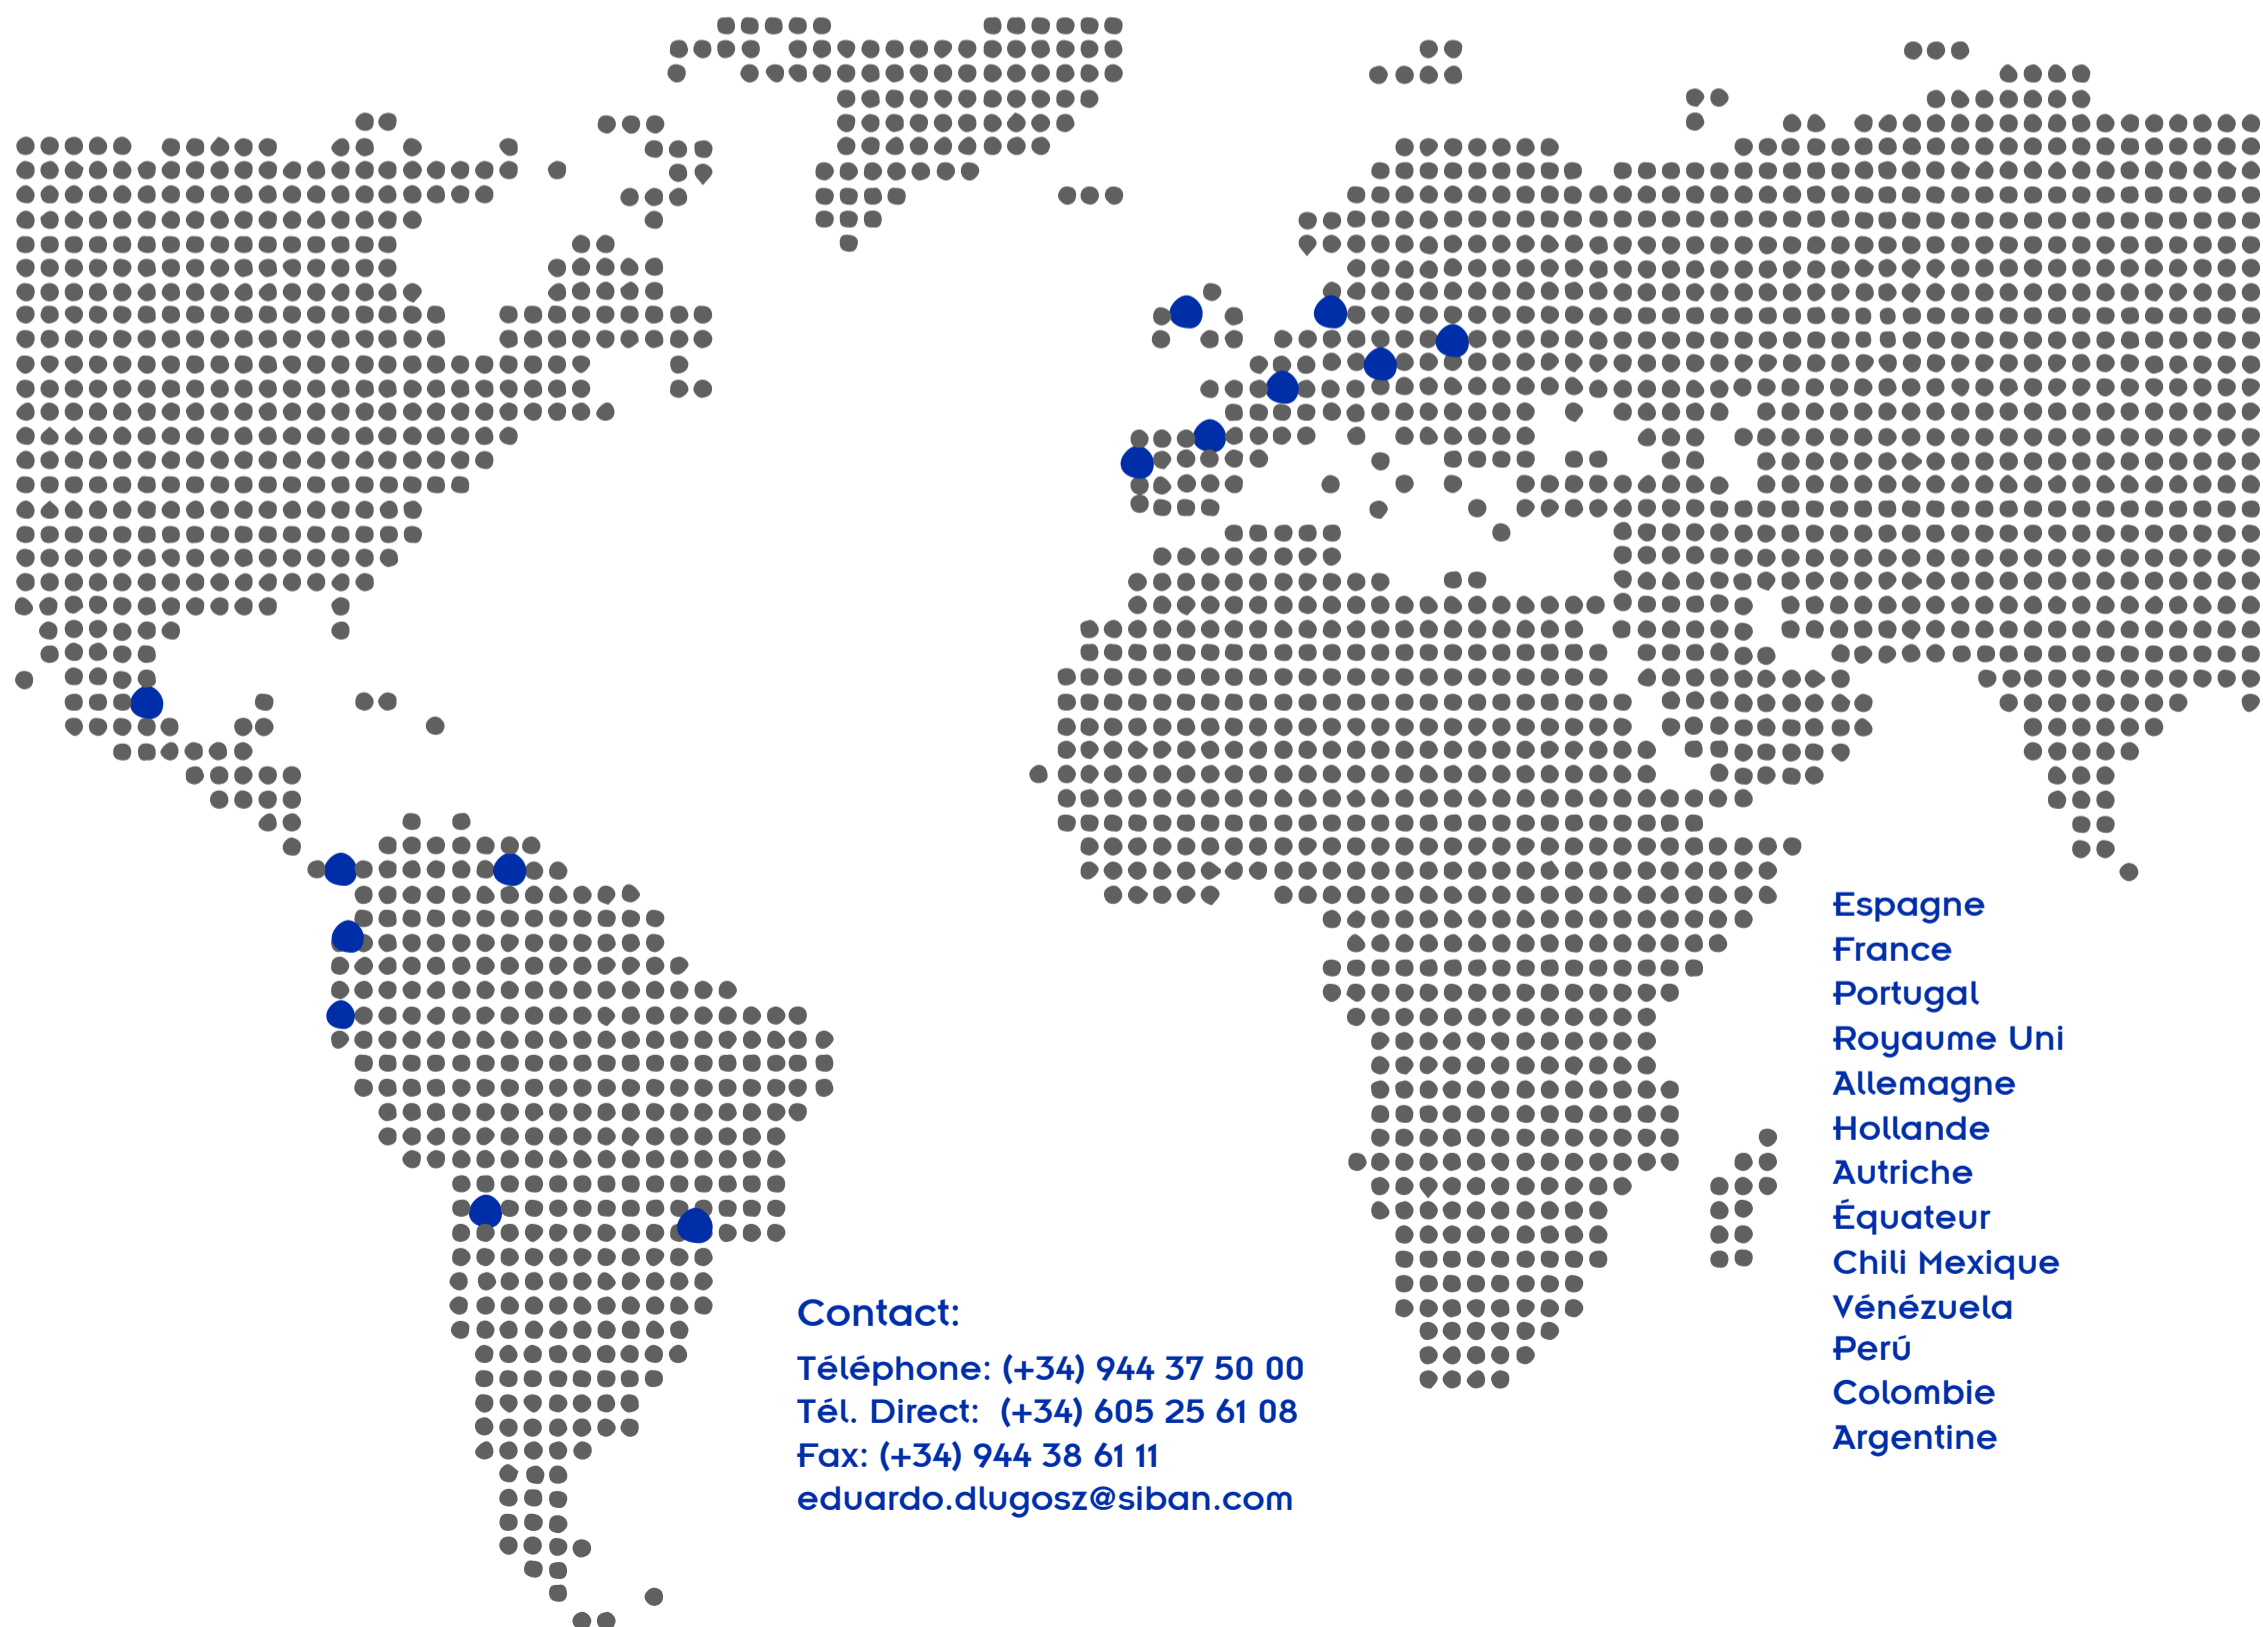 Espagne
France
Portugal
Royaume Uni
Allemagne
Hollande
Autriche
Équateur
Chili Mexique
Vénézuela
Perú
Colombie
Argentine
Contact:
Téléphone: (+34) 944 37 50 00
Tél. Direct: (+34) 605 25 61 08
Fax: (+34) 944 38 61 11
eduardo.dlugosz@siban.com